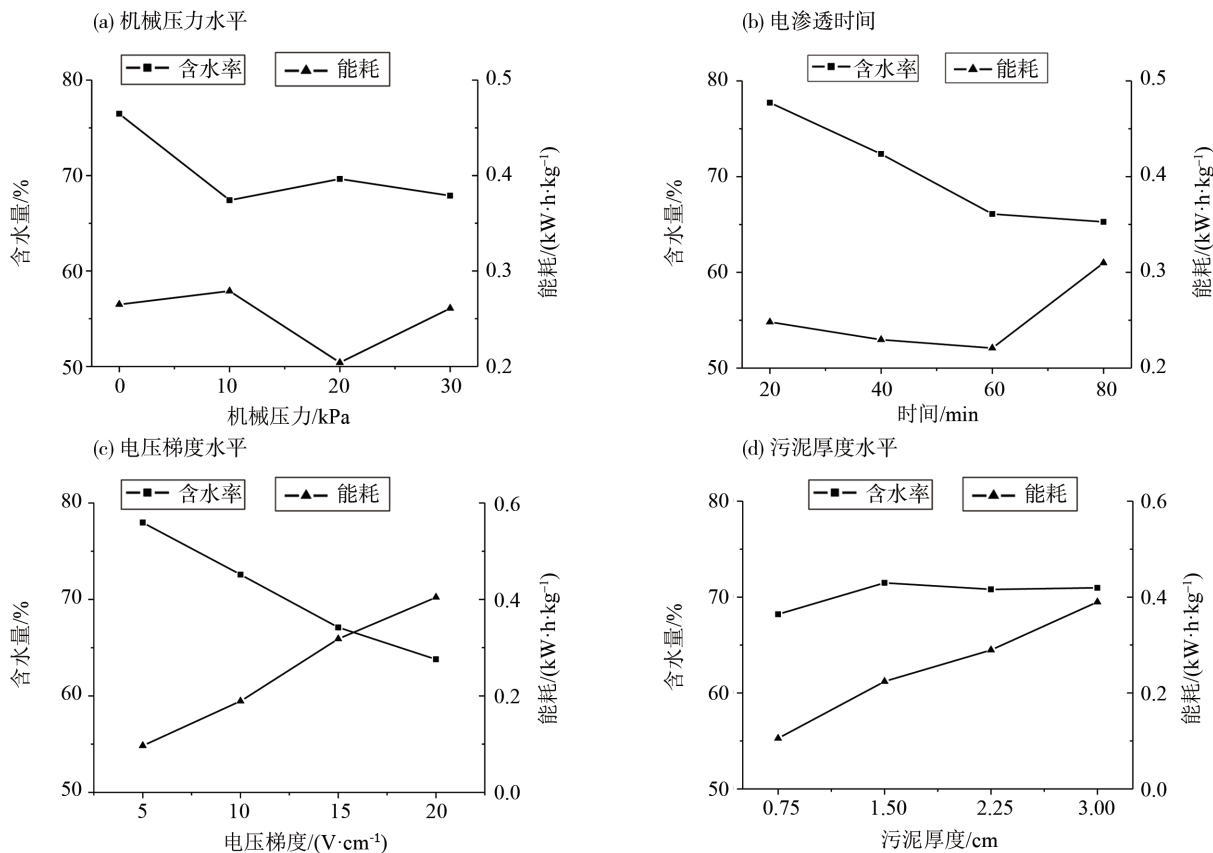 (a) 机械压力水平
含水率 能耗
80
70
60
50
含水量/%
0.5
0.4
0.3
0.2
能耗/(kW·h·kg⁻¹)
0 10 20 30
机械压力/kPa
(b) 电渗透时间
含水率 能耗
80
70
60
50
含水量/%
0.5
0.4
0.3
0.2
能耗/(kW·h·kg⁻¹)
20 40 60 80
时间/min
(c) 电压梯度水平
含水率 能耗
80
70
60
50
含水量/%
0.6
0.4
0.2
0.0
能耗/(kW·h·kg⁻¹)
5 10 15 20
电压梯度/(V·cm⁻¹)
(d) 污泥厚度水平
含水率 能耗
80
70
60
50
含水量/%
0.6
0.4
0.2
0.0
能耗/(kW·h·kg⁻¹)
0.75 1.50 2.25 3.00
污泥厚度/cm